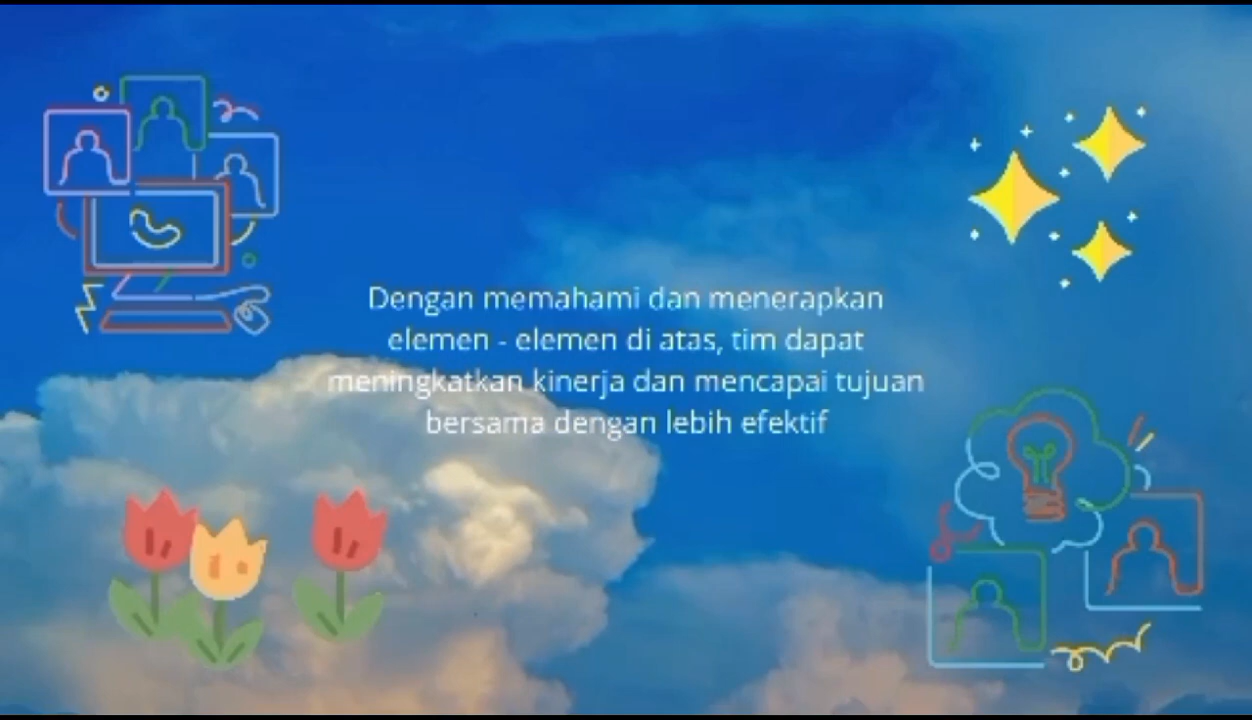 Dengan memahami dan menerapkan
elemen - elemen di atas, tim dapat
meningkatkan kinerja dan mencapai tujuan
bersama dengan lebih efektif